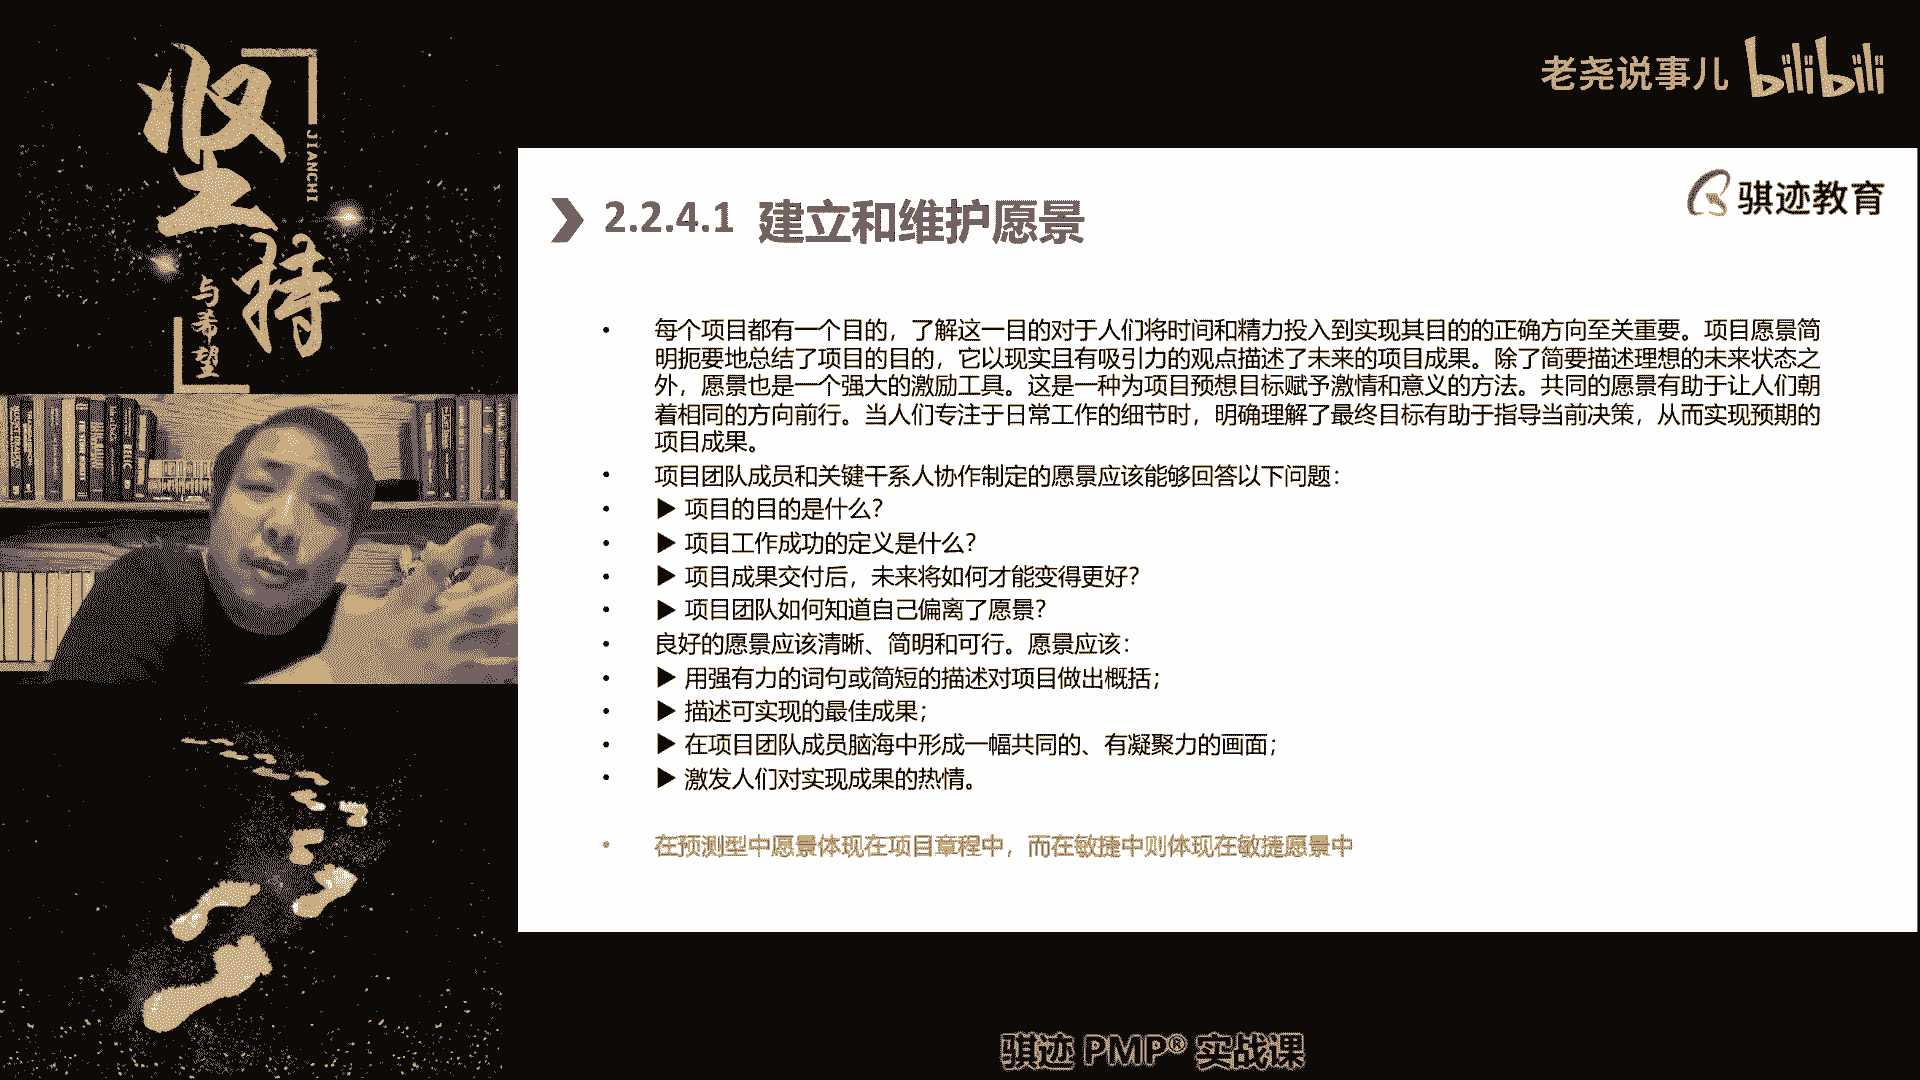 坚持
JIANCHI
与希望
老尧说事儿 bilibili
骐迹教育
2.2.4.1 建立和维护愿景
• 每个项目都有一个目的，了解这一目的对于人们将时间和精力投入到实现其目的的正确方向至关重要。项目愿景简
明扼要地总结了项目的目的，它以现实且有吸引力的观点描述了未来的项目成果。除了简要描述理想的未来状态之
外，愿景也是一个强大的激励工具。这是一种为项目预想目标赋予激情和意义的方法。共同的愿景有助于让人们朝
着相同的方向前行。当人们专注于日常工作的细节时，明确理解了最终目标有助于指导当前决策，从而实现预期的
项目成果。
• 项目团队成员和关键干系人协作制定的愿景应该能够回答以下问题：
• ▶ 项目的目的是什么？
• ▶ 项目工作成功的定义是什么？
• ▶ 项目成果交付后，未来将如何才能变得更好？
• ▶ 项目团队如何知道自己偏离了愿景？
• 良好的愿景应该清晰、简明和可行。愿景应该：
• ▶ 用强有力的词句或简短的描述对项目做出概括；
• ▶ 描述可实现的最佳成果；
• ▶ 在项目团队成员脑海中形成一幅共同的、有凝聚力的画面；
• ▶ 激发人们对实现成果的热情。
• 在预测型中愿景体现在项目章程中，而在敏捷中则体现在敏捷愿景中
骐迹 PMP® 实战课